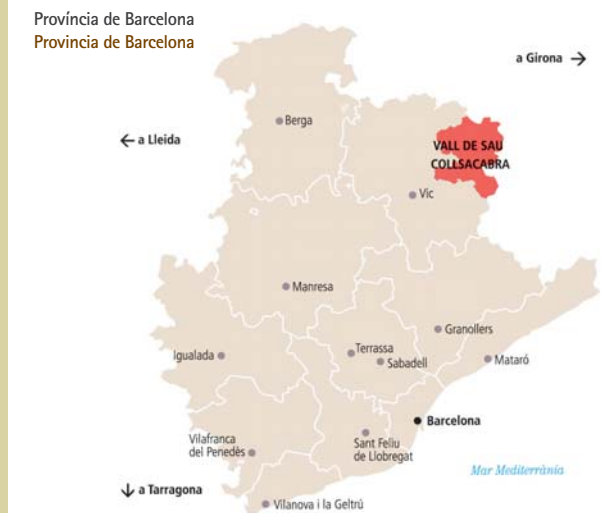 Província de Barcelona
Provincia de Barcelona
a Girona →
Berga
← a Lleida
VALL DE SAU
COLLSACABRA
Vic
Manresa
Granollers
Terrassa
Igualada
Sabadell
Mataró
Barcelona
Vilafranca
del Penedès
Sant Feliu
de Llobregat
Mar Mediterrània
↓ a Tarragona
Vilanova i la Geltrú